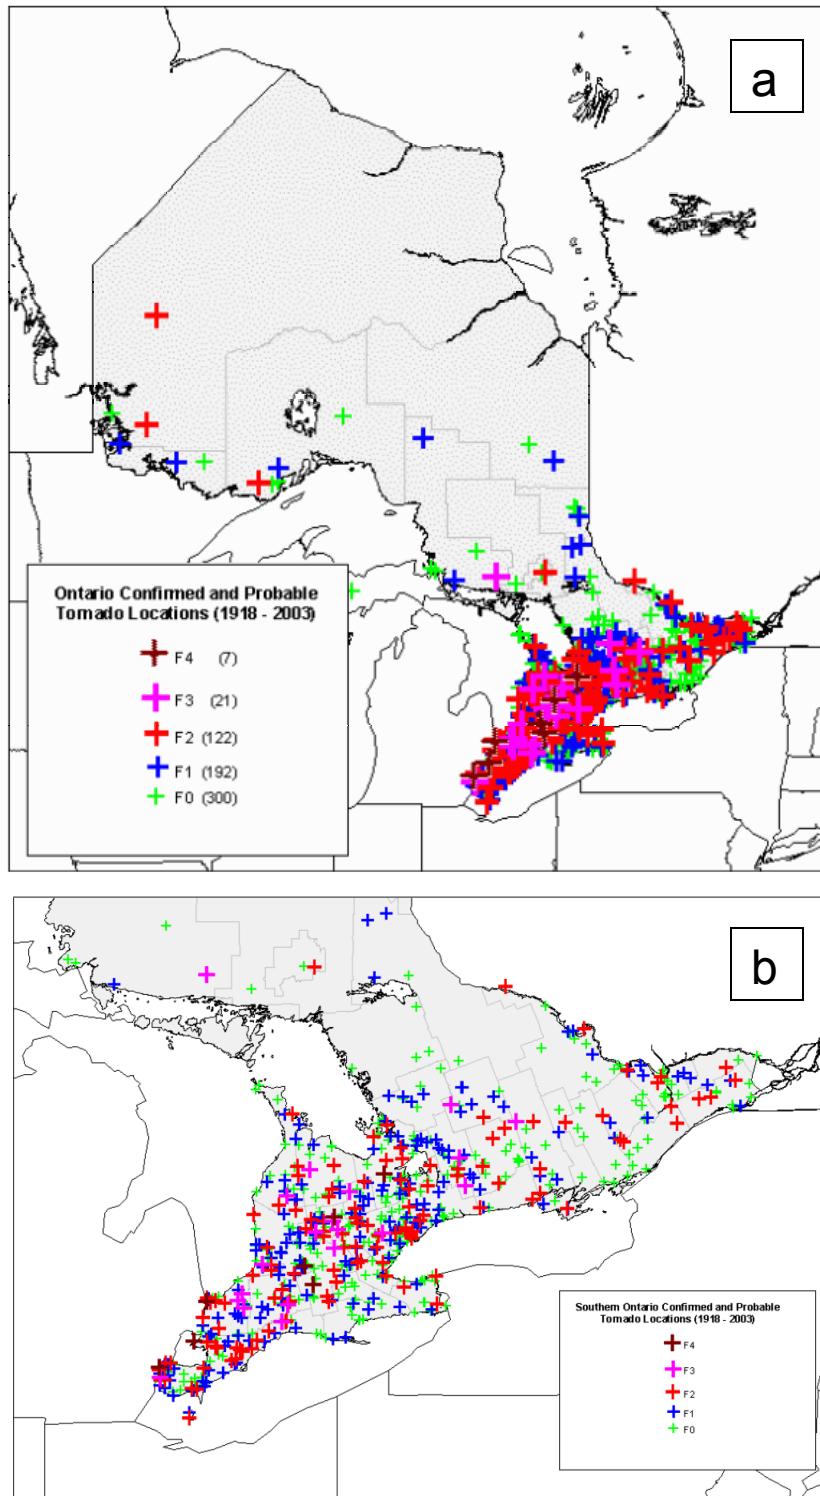 a
Ontario Confirmed and Probable
Tornado Locations (1918 - 2003)
F4 (7)
F3 (21)
F2 (122)
F1 (192)
F0 (300)
b
Southern Ontario Confirmed and Probable
Tornado Locations (1918 - 2003)
F4
F3
F2
F1
F0